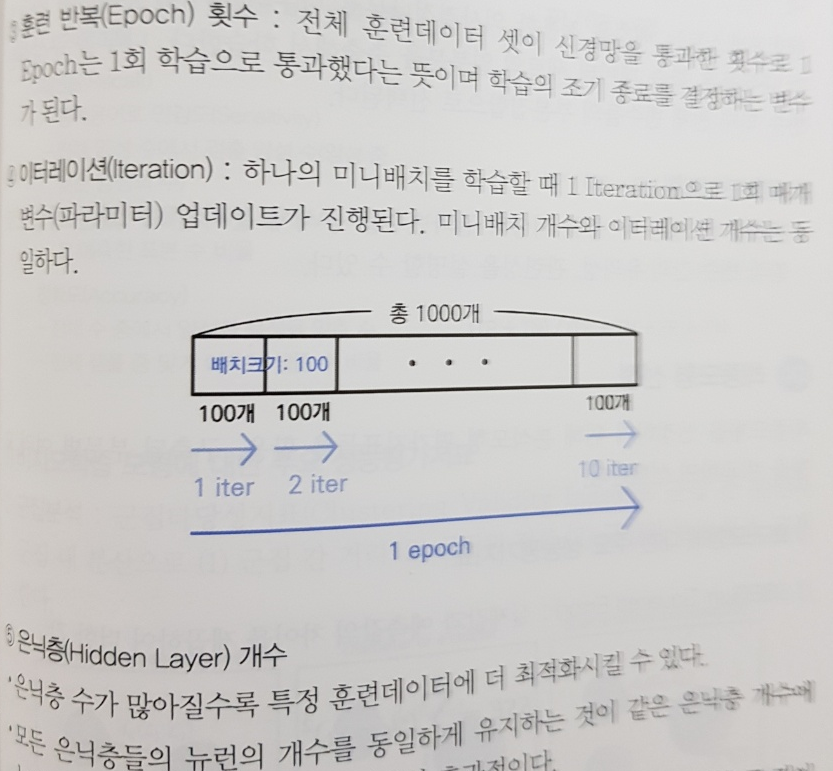 ③훈련 반복(Epoch) 횟수 : 전체 훈련데이터 셋이 신경망을 통과한 횟수로 1
Epoch는 1회 학습으로 통과했다는 뜻이며 학습의 조기 종료를 결정하는 변수
가 된다.
④이터레이션(Iteration) : 하나의 미니배치를 학습할 때 1 Iteration으로 1회 매개
변수(파라미터) 업데이트가 진행된다. 미니배치 개수와 이터레이션 개수는 동
일하다.
총 1000개
배치크기: 100 · · ·
100개 100개 100개
1 iter 2 iter 10 iter
1 epoch
⑤은닉층(Hidden Layer) 개수
·은닉층 수가 많아질수록 특정 훈련데이터에 더 최적화시킬 수 있다.
·모든 은닉층들의 뉴런의 개수를 동일하게 유지하는 것이 같은 은닉층 개수에
효과적이다.